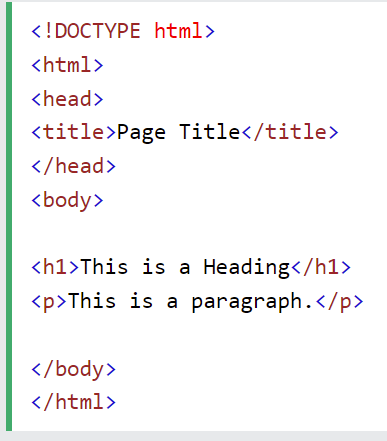 <!DOCTYPE html>
<html>
<head>
<title>Page Title</title>
</head>
<body>
<h1>This is a Heading</h1>
<p>This is a paragraph.</p>
</body>
</html>